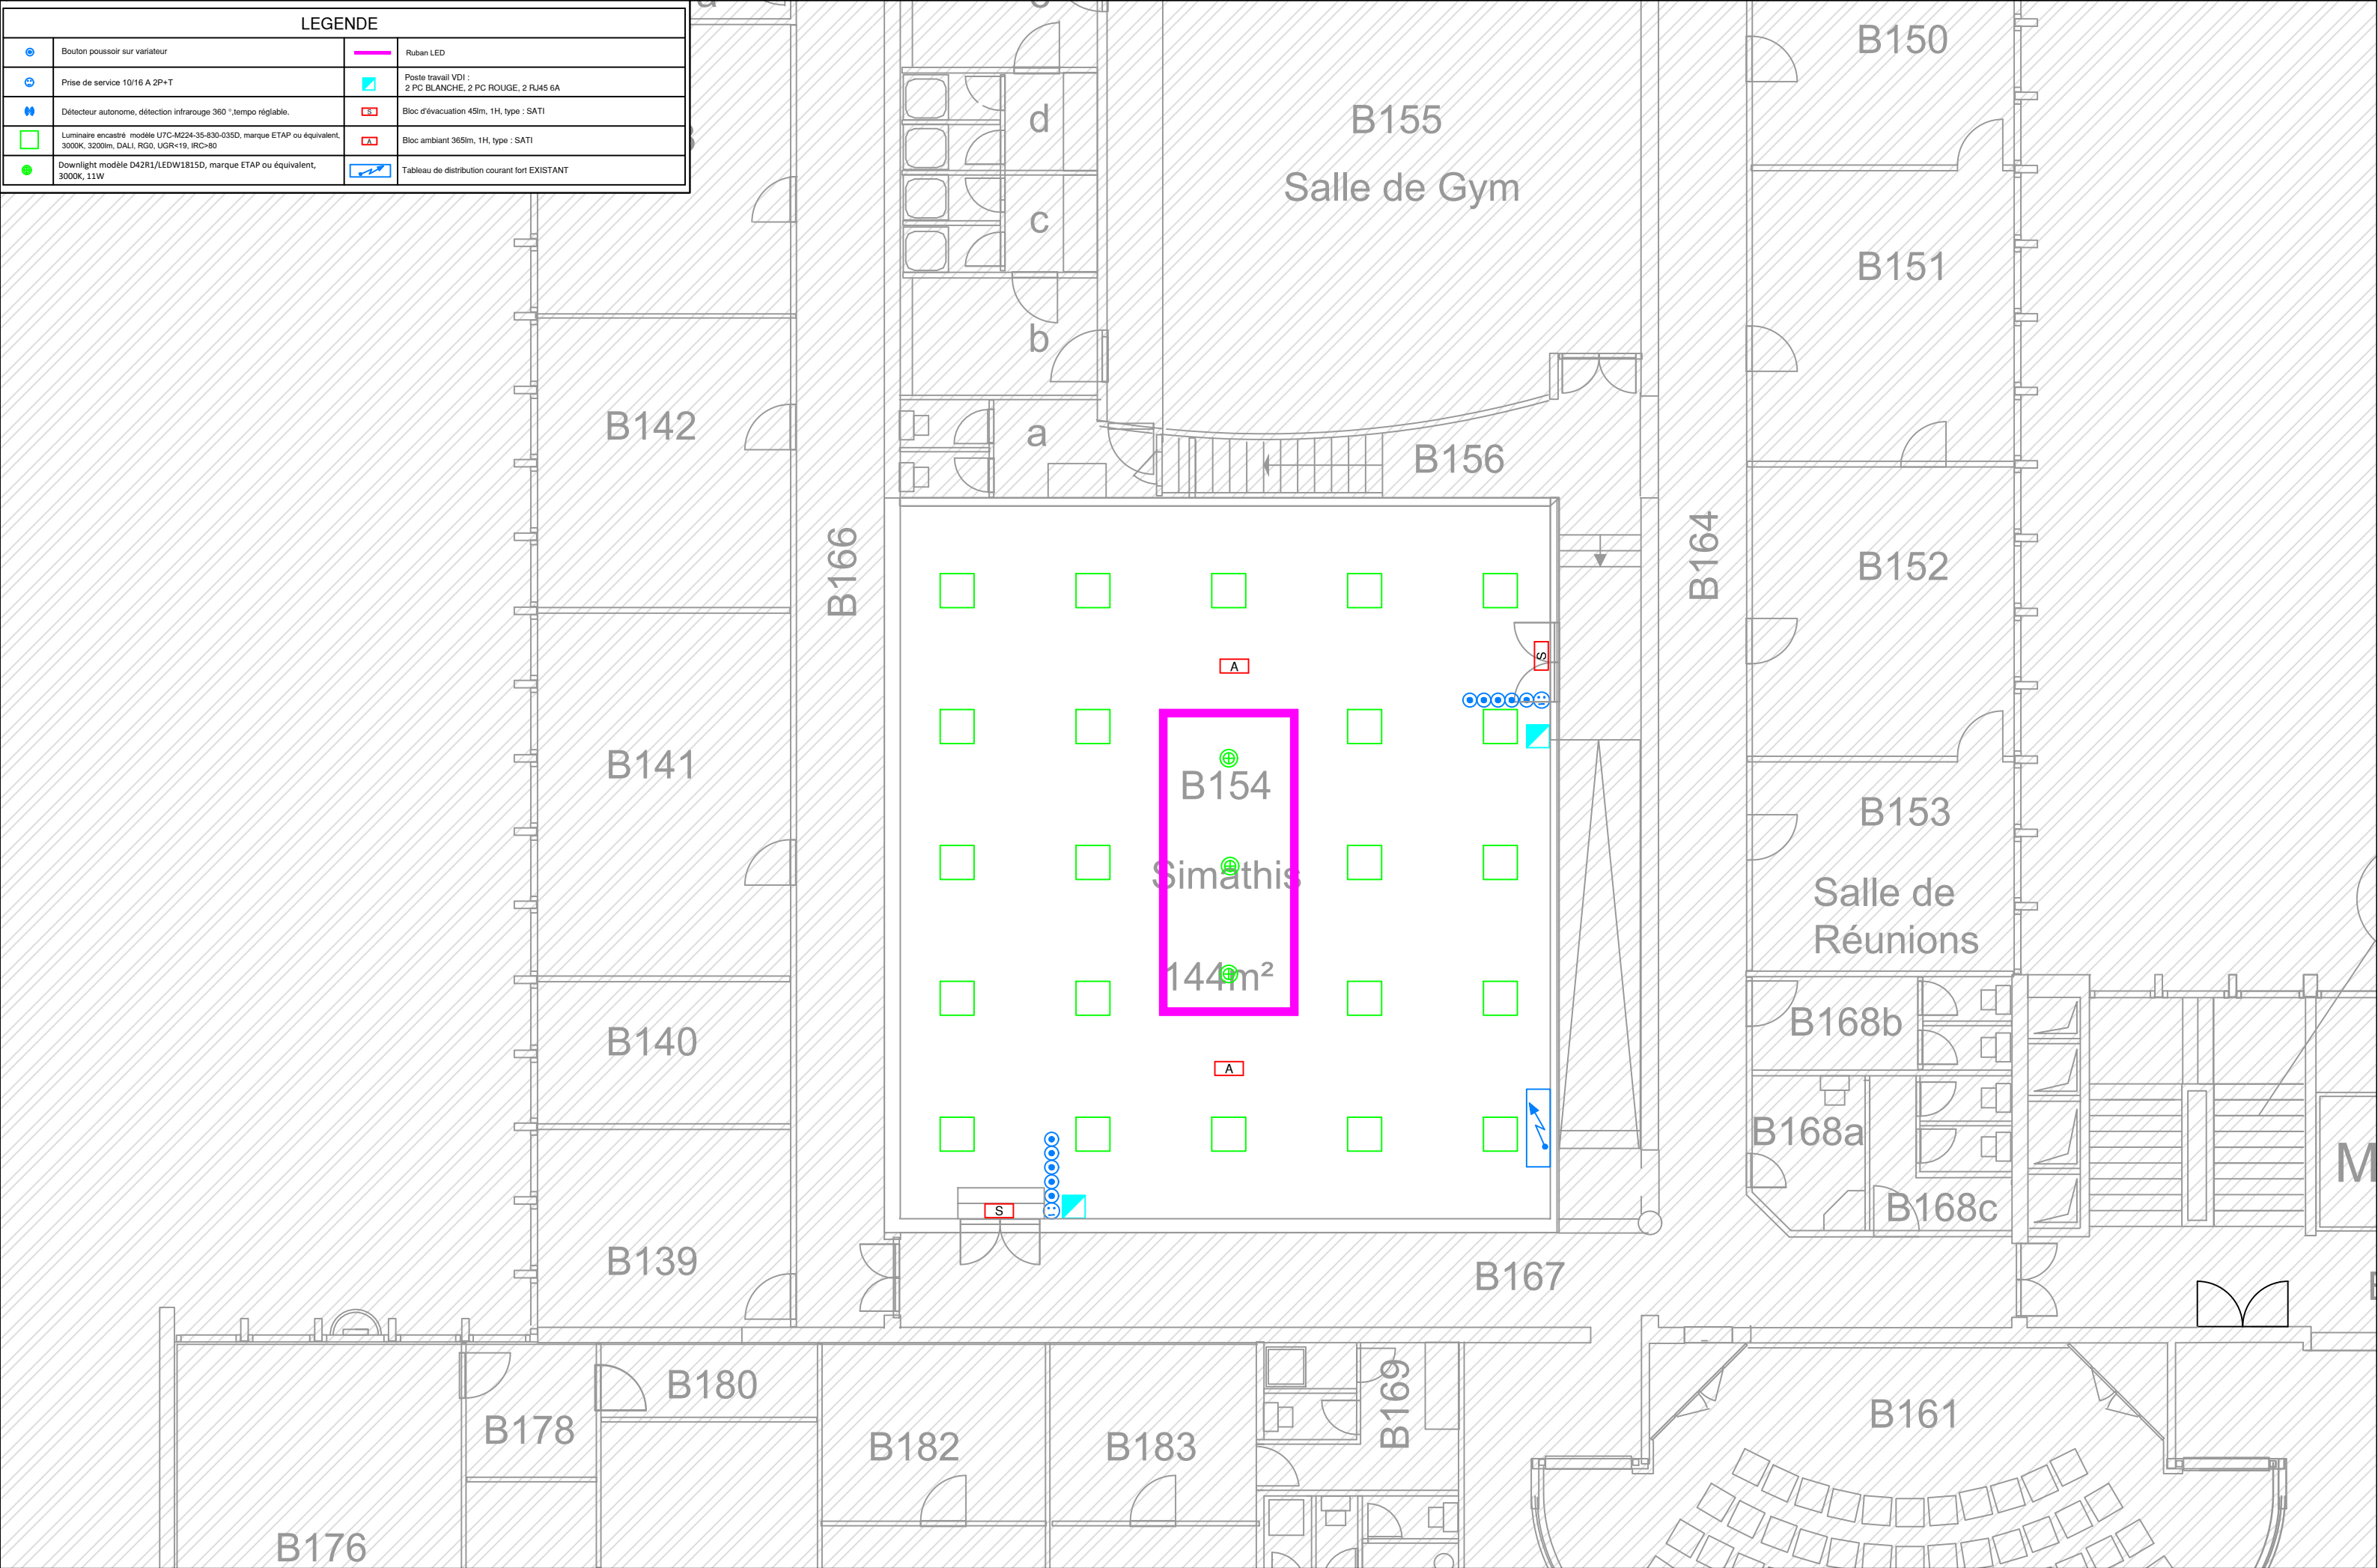 LEGENDE
Bouton poussoir sur variateur
Ruban LED
Prise de service 10/16 A 2P+T
Poste travail VDI :
2 PC BLANCHE, 2 PC ROUGE, 2 RJ45 6A
Détecteur autonome, détection infrarouge 360 °,tempo réglable.
S
Bloc d'évacuation 45lm, 1H, type : SATI
Luminaire encastré modèle U7C-M224-35-830-035D, marque ETAP ou équivalent,
3000K, 3200lm, DALI, RG0, UGR<19, IRC>80
A
Bloc ambiant 365lm, 1H, type : SATI
Downlight modèle D42R1/LEDW1815D, marque ETAP ou équivalent,
3000K, 11W
Tableau de distribution courant fort EXISTANT
B150
d
B155
Salle de Gym
c
B151
b
B142
a
B156
B166
B164
B152
A
S
B141
B154
B153
Simathis
Salle de
Réunions
144m²
B140
B168b
A
B168a
M
S
B168c
B139
B167
B180
B169
B161
B178
B182
B183
B176